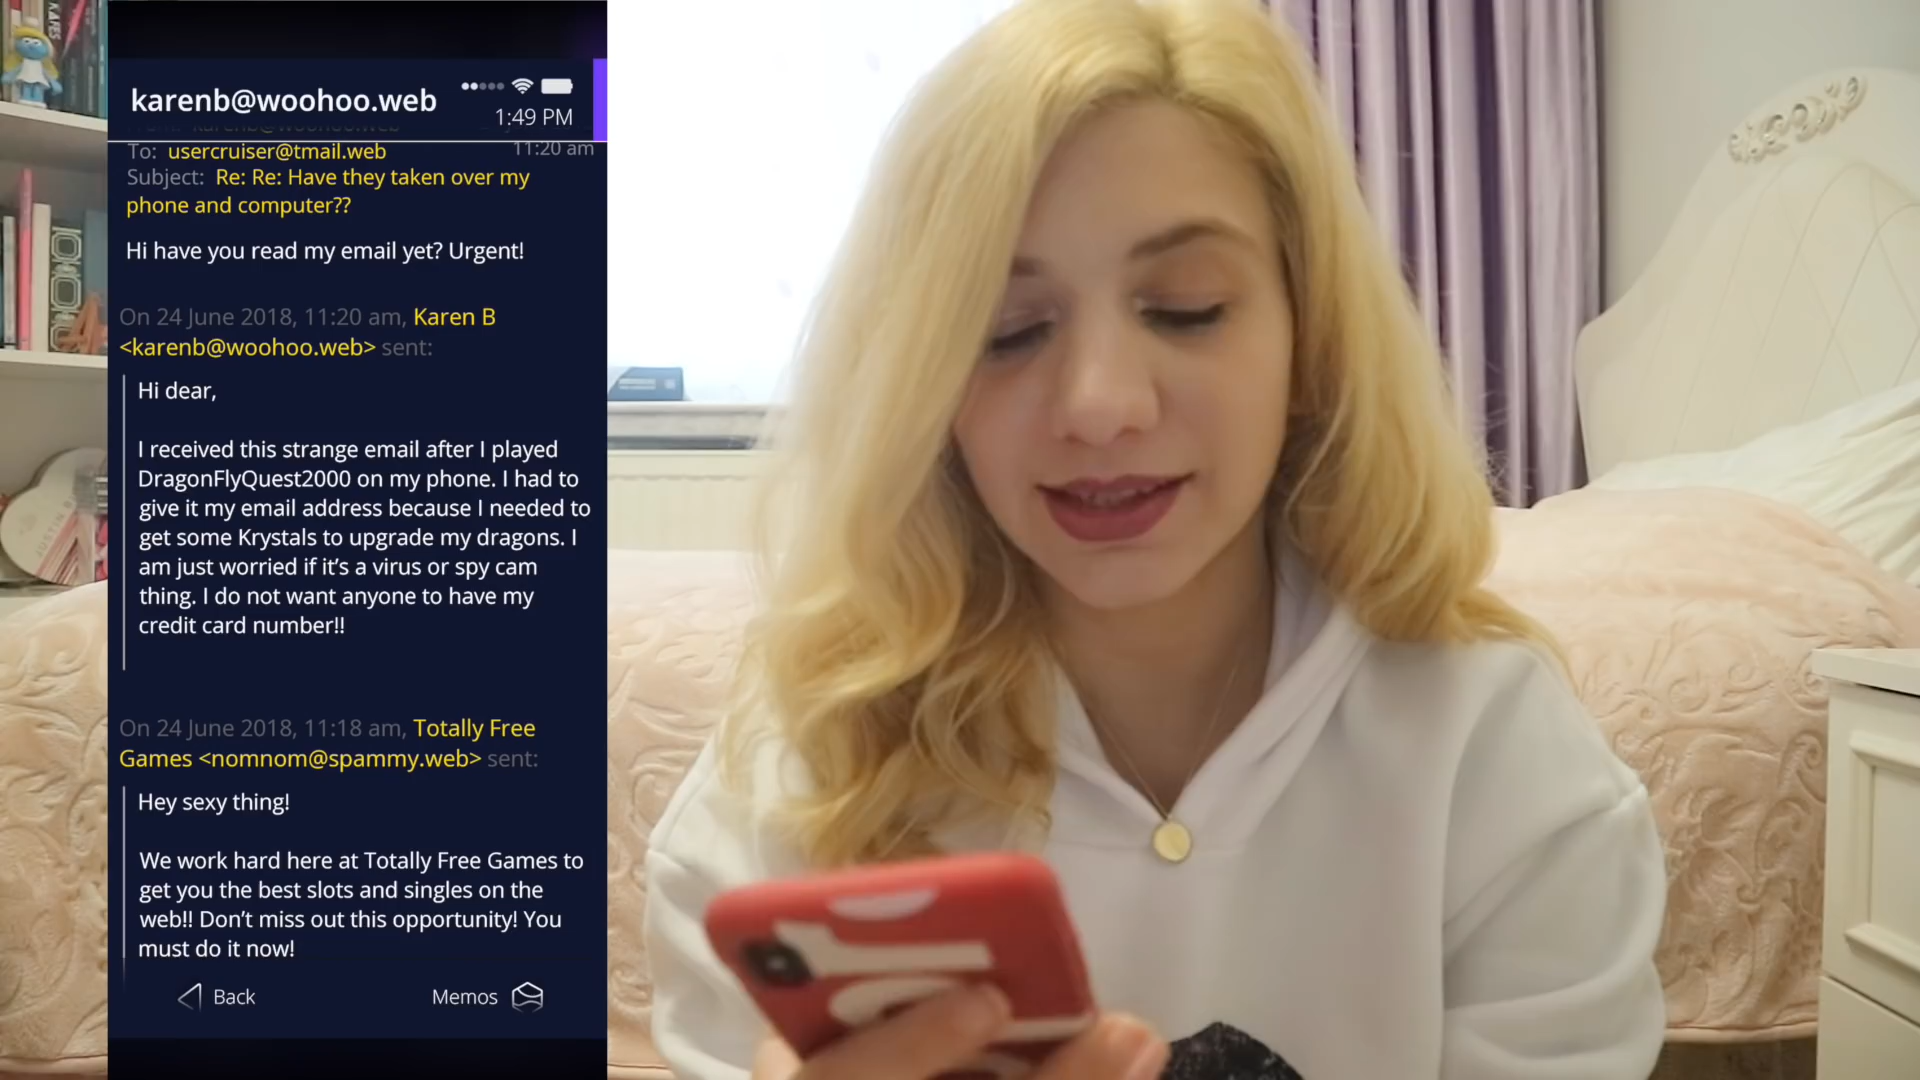 karenb@woohoo.web
1:49 PM
11:20 am
To: usercruiser@tmail.web
Subject: Re: Re: Have they taken over my
phone and computer??
Hi have you read my email yet? Urgent!
On 24 June 2018, 11:20 am, Karen B
<karenb@woohoo.web> sent:
Hi dear,
I received this strange email after I played
DragonFlyQuest2000 on my phone. I had to
give it my email address because I needed to
get some Krystals to upgrade my dragons. I
am just worried if it's a virus or spy cam
thing. I do not want anyone to have my
credit card number!!
On 24 June 2018, 11:18 am, Totally Free
Games <nomnom@spammy.web> sent:
Hey sexy thing!
We work hard here at Totally Free Games to
get you the best slots and singles on the
web!! Don't miss out this opportunity! You
must do it now!
Back
Memos